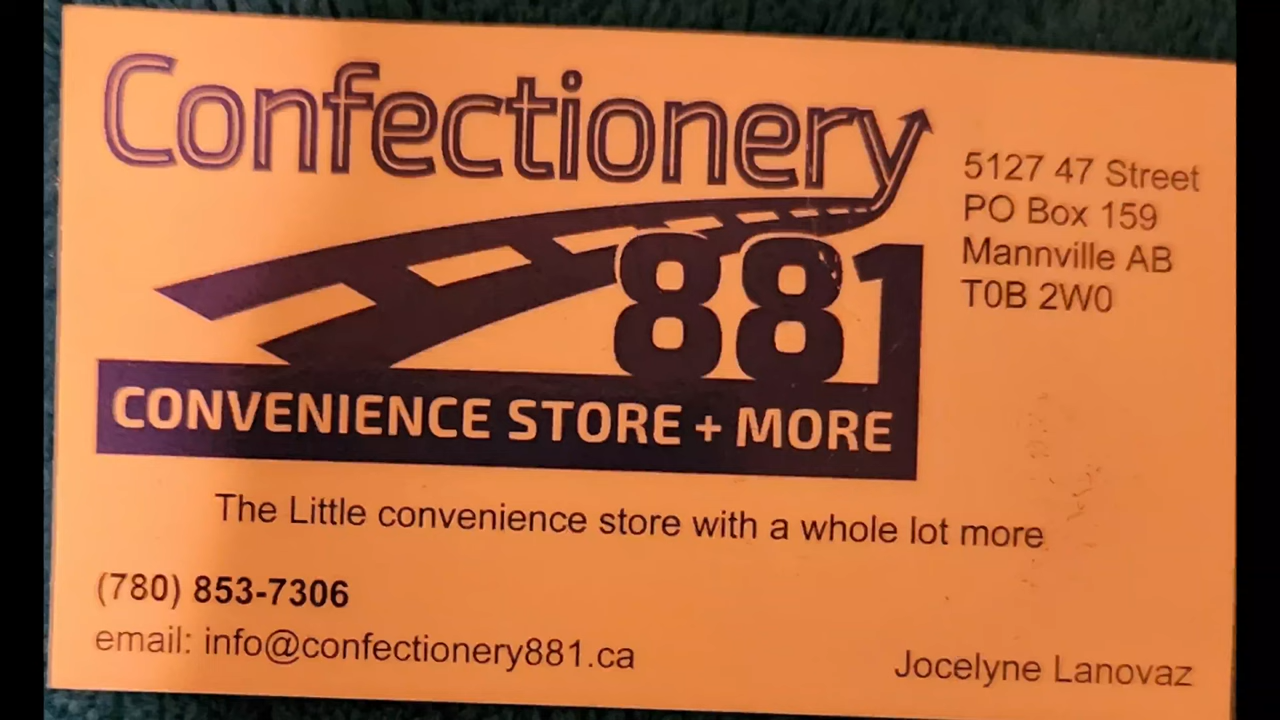 Confectionery
881
CONVENIENCE STORE + MORE
5127 47 Street
PO Box 159
Mannville AB
T0B 2W0
The Little convenience store with a whole lot more
(780) 853-7306
email: info@confectionery881.ca
Jocelyne Lanovaz